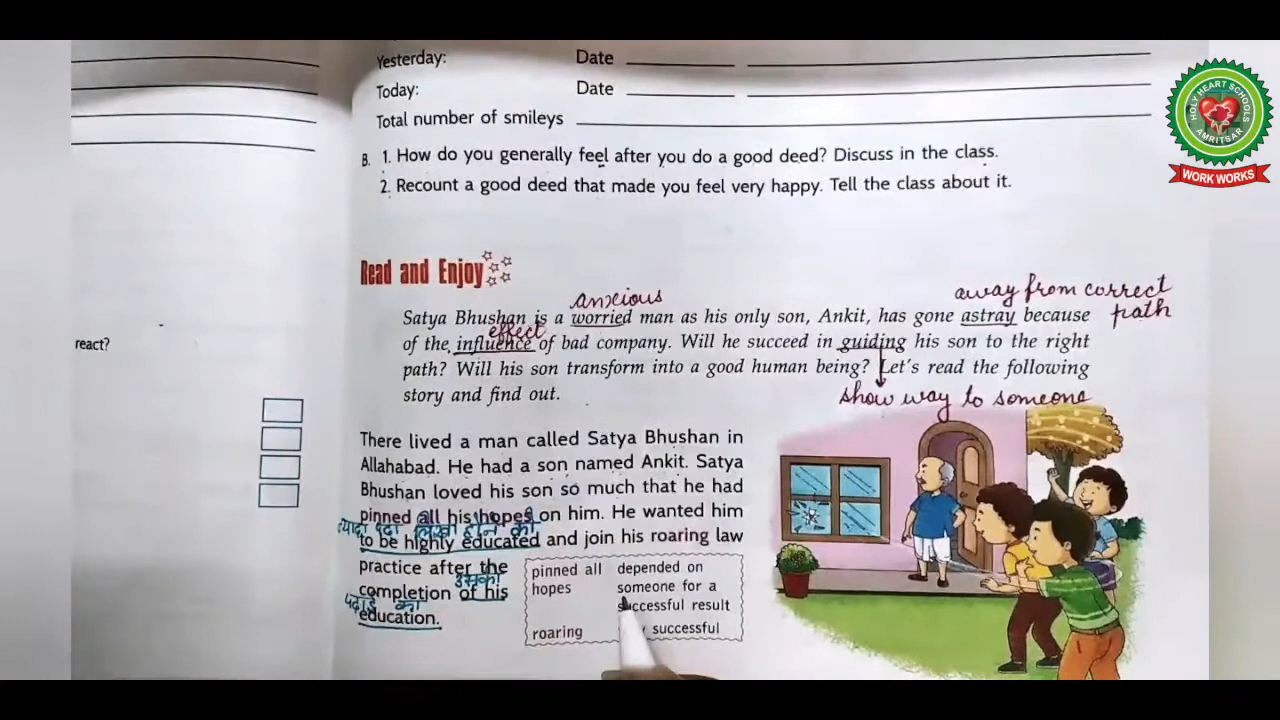 Yesterday: Date
Today: Date
Total number of smileys
B. 1. How do you generally feel after you do a good deed? Discuss in the class.
2. Recount a good deed that made you feel very happy. Tell the class about it.
HOLY HEART SCHOOLS
AMRITSAR
WORK WORKS
react?
Read and Enjoy
anxious
away from correct path
Satya Bhushan is a worried man as his only son, Ankit, has gone astray because
effect
of the influence of bad company. Will he succeed in guiding his son to the right
path? Will his son transform into a good human being? Let's read the following
story and find out.
show way to someone
There lived a man called Satya Bhushan in
Allahabad. He had a son named Ankit. Satya
Bhushan loved his son so much that he had
pinned all his hopes on him. He wanted him
ज्यादा पढ़ा लिखा होने का
to be highly educated and join his roaring law
practice after the
उसका
completion of his
पढ़ाई का
education.
pinned all hopes
depended on someone for a successful result
roaring
successful